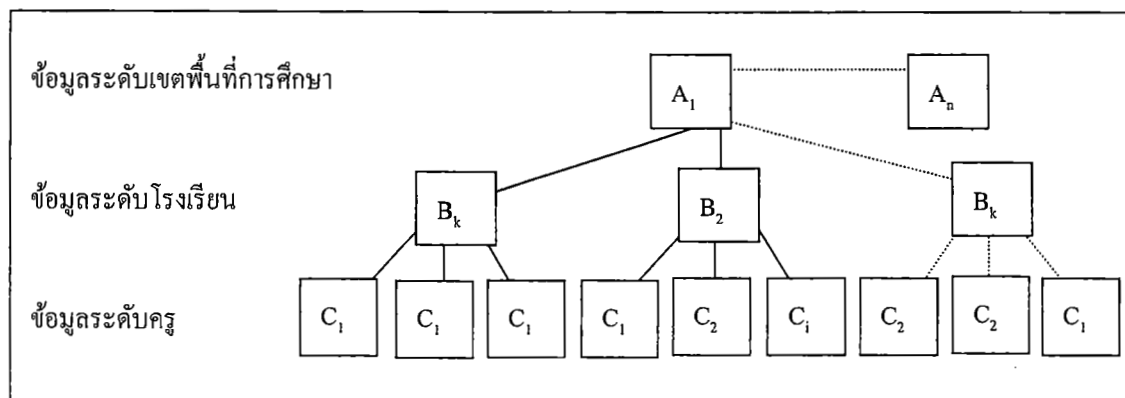 ข้อมูลระดับเขตพื้นที่การศึกษา A₁ Aₙ
ข้อมูลระดับโรงเรียน Bₖ B₂ Bₖ
ข้อมูลระดับครู C₁ C₁ C₁ C₁ C₂ Cᵢ C₂ C₂ C₁